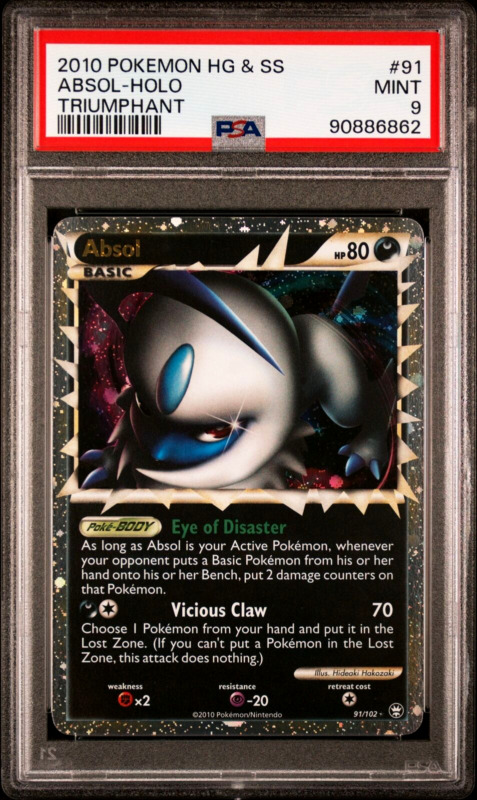 2010 POKEMON HG & SS #91
ABSOL-HOLO MINT
TRIUMPHANT 9
PSA 90886862
Absol HP 80
BASIC
Poké-BODY Eye of Disaster
As long as Absol is your Active Pokémon, whenever
your opponent puts a Basic Pokémon from his or her
hand onto his or her Bench, put 2 damage counters on
that Pokémon.
Vicious Claw 70
Choose 1 Pokémon from your hand and put it in the
Lost Zone. (If you can't put a Pokémon in the Lost
Zone, this attack does nothing.)
Illus. Hideaki Hakozaki
weakness resistance retreat cost
x2 -20
©2010 Pokémon/Nintendo 91/102
PSA